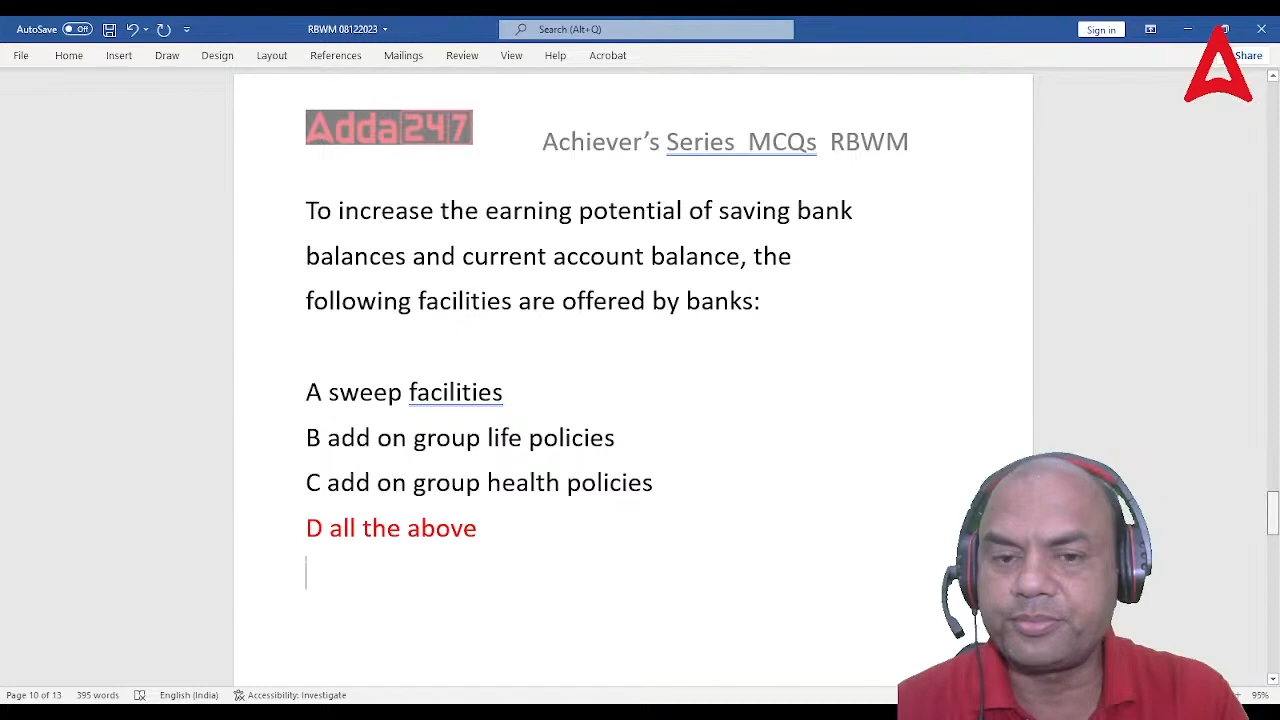 AutoSave Off RBWM 08122023 Search (Alt+Q) Sign in
File Home Insert Draw Design Layout References Mailings Review View Help Acrobat Share
Adda247
Achiever's Series MCQs RBWM
To increase the earning potential of saving bank
balances and current account balance, the
following facilities are offered by banks:
A sweep facilities
B add on group life policies
C add on group health policies
D all the above
Page 10 of 13 395 words English (India) Accessibility: Investigate 95%